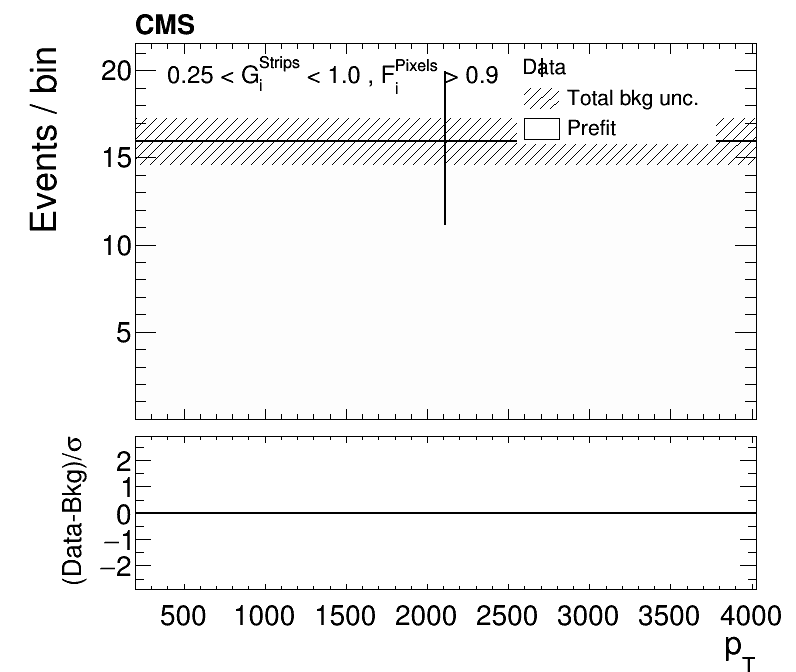 CMS
Events / bin
20
15
10
5
0.25 < G_i^Strips < 1.0 , F_i^Pixels > 0.9
Data
Total bkg unc.
Prefit
(Data-Bkg)/σ
2
1
0
−1
−2
500 1000 1500 2000 2500 3000 3500 4000
p_T